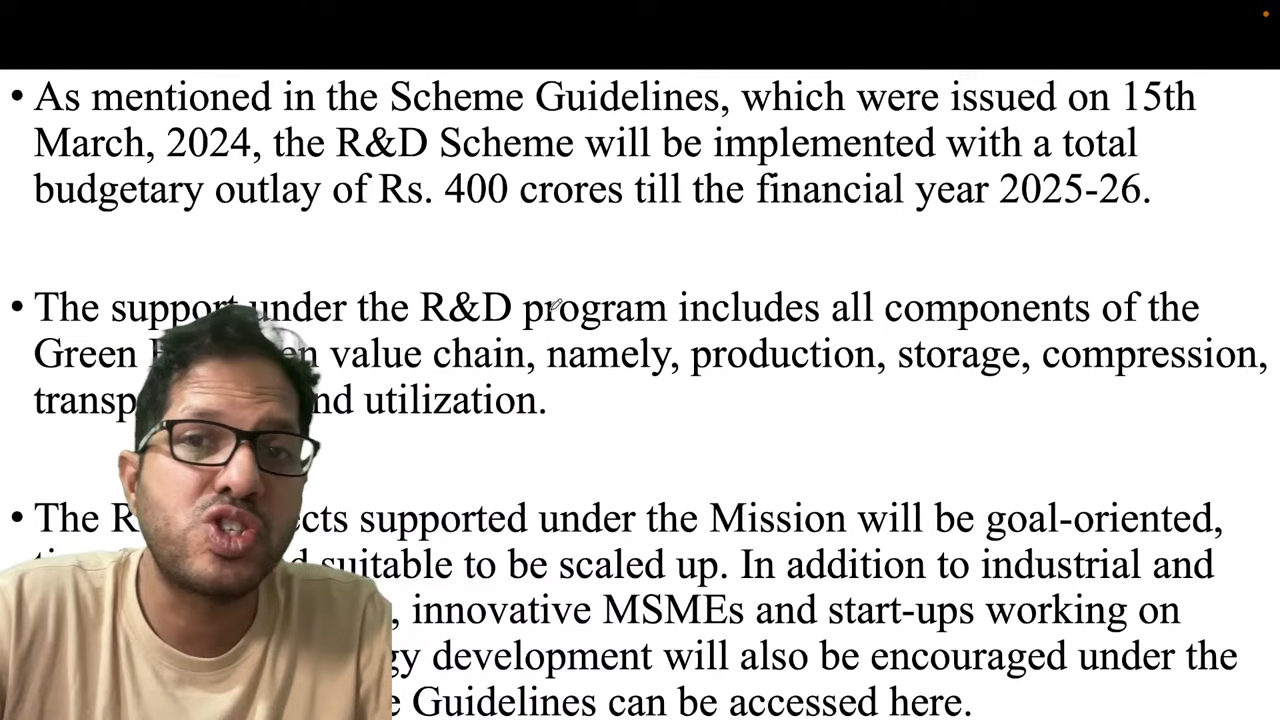 • As mentioned in the Scheme Guidelines, which were issued on 15th
March, 2024, the R&D Scheme will be implemented with a total
budgetary outlay of Rs. 400 crores till the financial year 2025-26.
• The support under the R&D program includes all components of the
Green value chain, namely, production, storage, compression,
utilization.
• The supported under the Mission will be goal-oriented,
suitable to be scaled up. In addition to industrial and
innovative MSMEs and start-ups working on
development will also be encouraged under the
Guidelines can be accessed here.